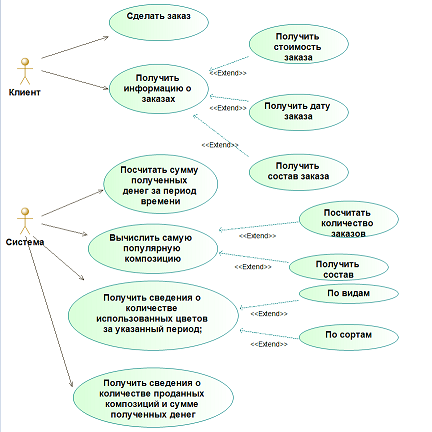 Сделать заказ
Получить
стоимость
заказа
<<Extend>>
Получить
информацию о
заказах
Клиент
Получить дату
заказа
<<Extend>>
<<Extend>>
Получить
состав заказа
Посчитать сумму
полученных
денег за период
времени
Система
Посчитать
количество
заказов
<<Extend>>
Вычислить самую
популярную
композицию
Получить
состав
<<Extend>>
Получить сведения о
количестве
использованных цветов
за указанный период;
По видам
<<Extend>>
По сортам
<<Extend>>
Получить сведения о
количестве проданных
композиций и сумме
полученных денег